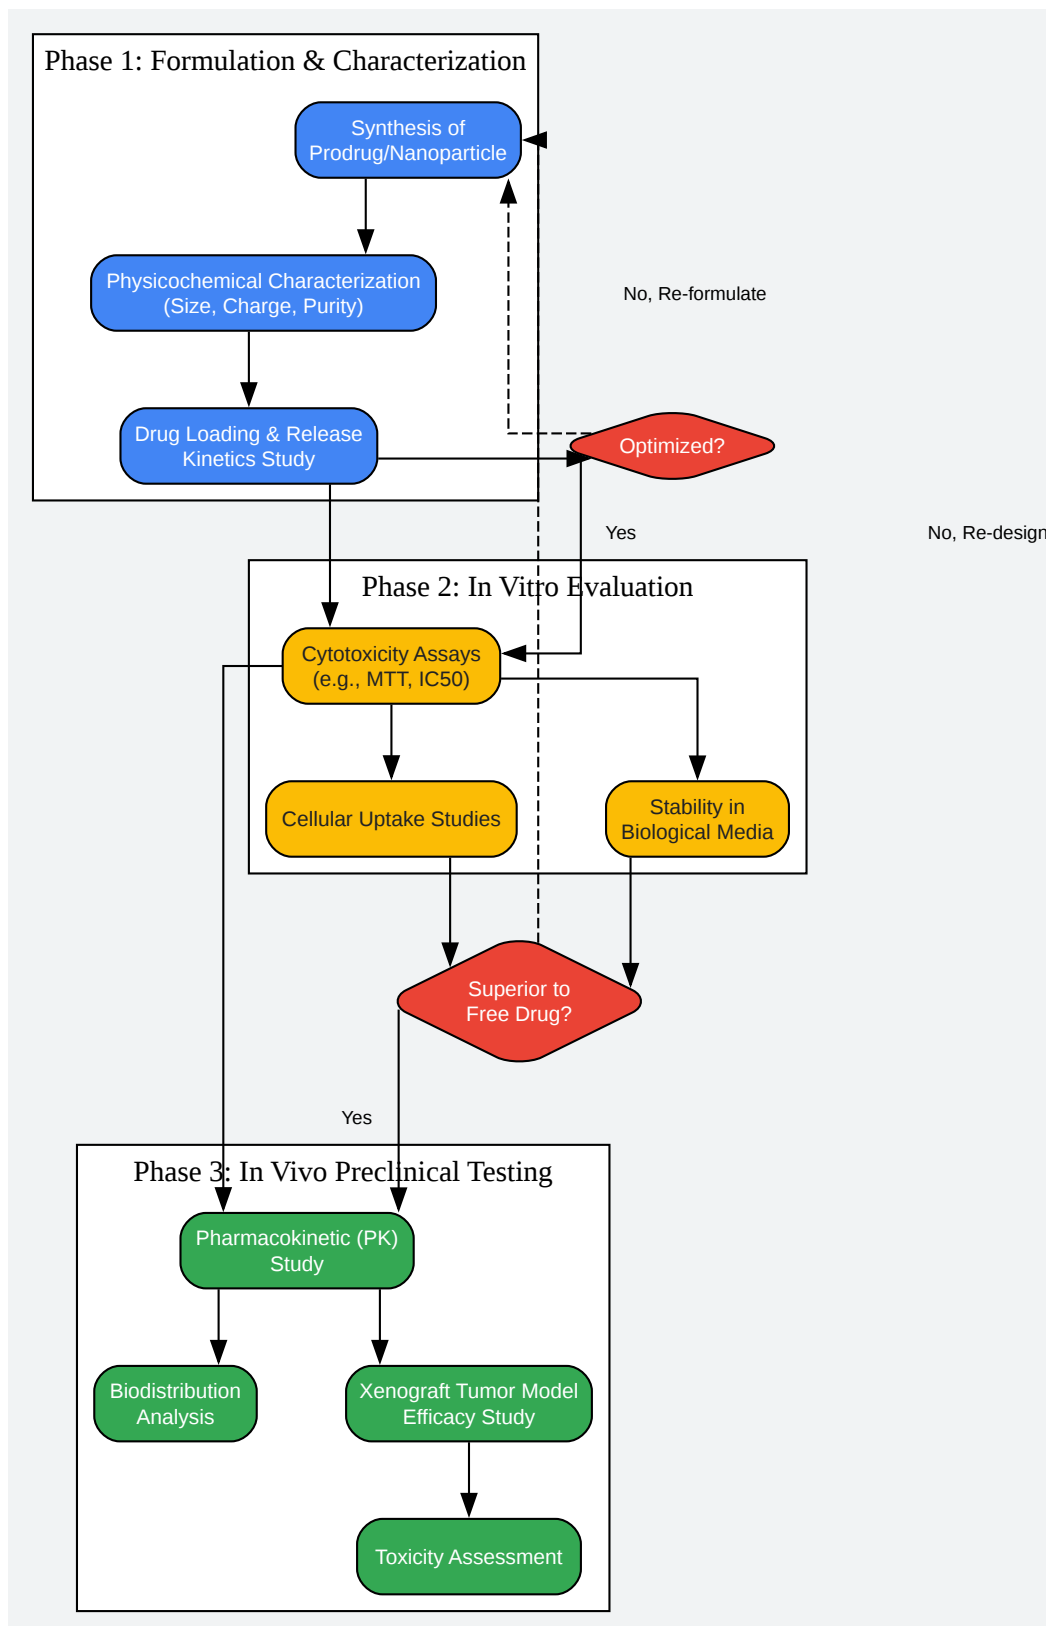 Phase 1: Formulation & Characterization
Synthesis of
Prodrug/Nanoparticle
Physicochemical Characterization
(Size, Charge, Purity)
No, Re-formulate
Drug Loading & Release
Kinetics Study
Optimized?
Yes
No, Re-design
Phase 2: In Vitro Evaluation
Cytotoxicity Assays
(e.g., MTT, IC50)
Cellular Uptake Studies
Stability in
Biological Media
Superior to
Free Drug?
Yes
Phase 3: In Vivo Preclinical Testing
Pharmacokinetic (PK)
Study
Biodistribution
Analysis
Xenograft Tumor Model
Efficacy Study
Toxicity Assessment